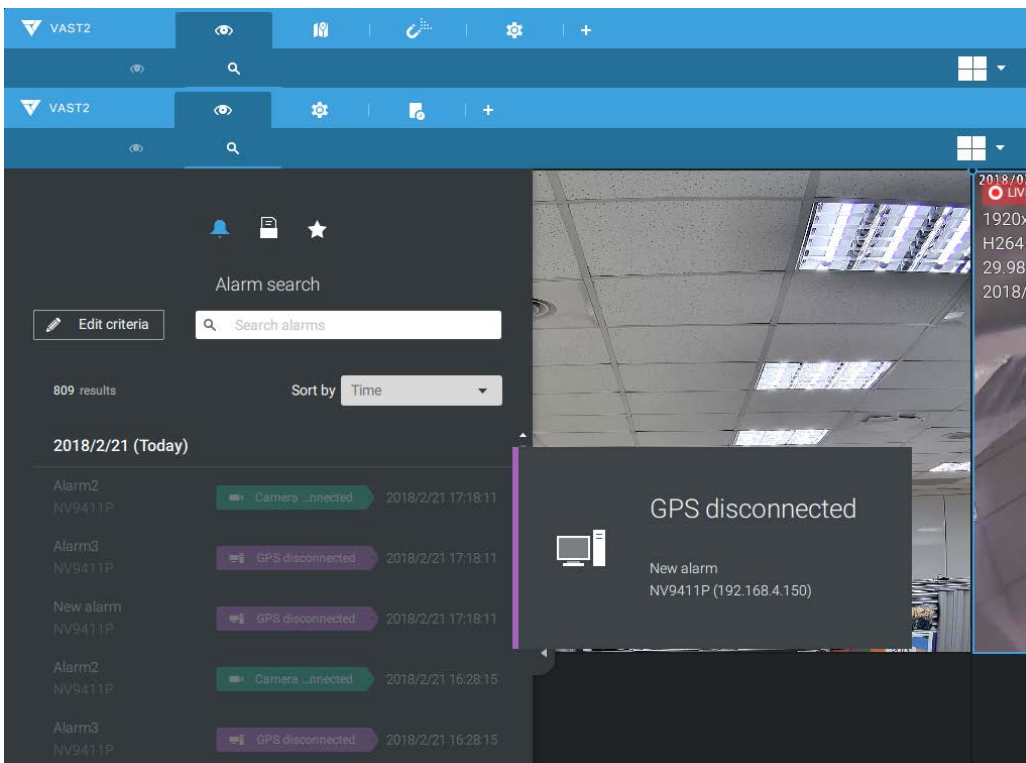 VAST2
VAST2
Alarm search
Edit criteria
Search alarms
809 results
Sort by Time
2018/2/21 (Today)
Alarm2
NV9411P
Camera ...nnected
2018/2/21 17:18:11
Alarm3
NV9411P
GPS disconnected
2018/2/21 17:18:11
New alarm
NV9411P
GPS disconnected
2018/2/21 17:18:11
Alarm2
NV9411P
Camera ...nnected
2018/2/21 16:28:15
Alarm3
NV9411P
GPS disconnected
2018/2/21 16:28:15
GPS disconnected
New alarm
NV9411P (192.168.4.150)
2018/0
LIV
1920x
H264
29.98
2018/